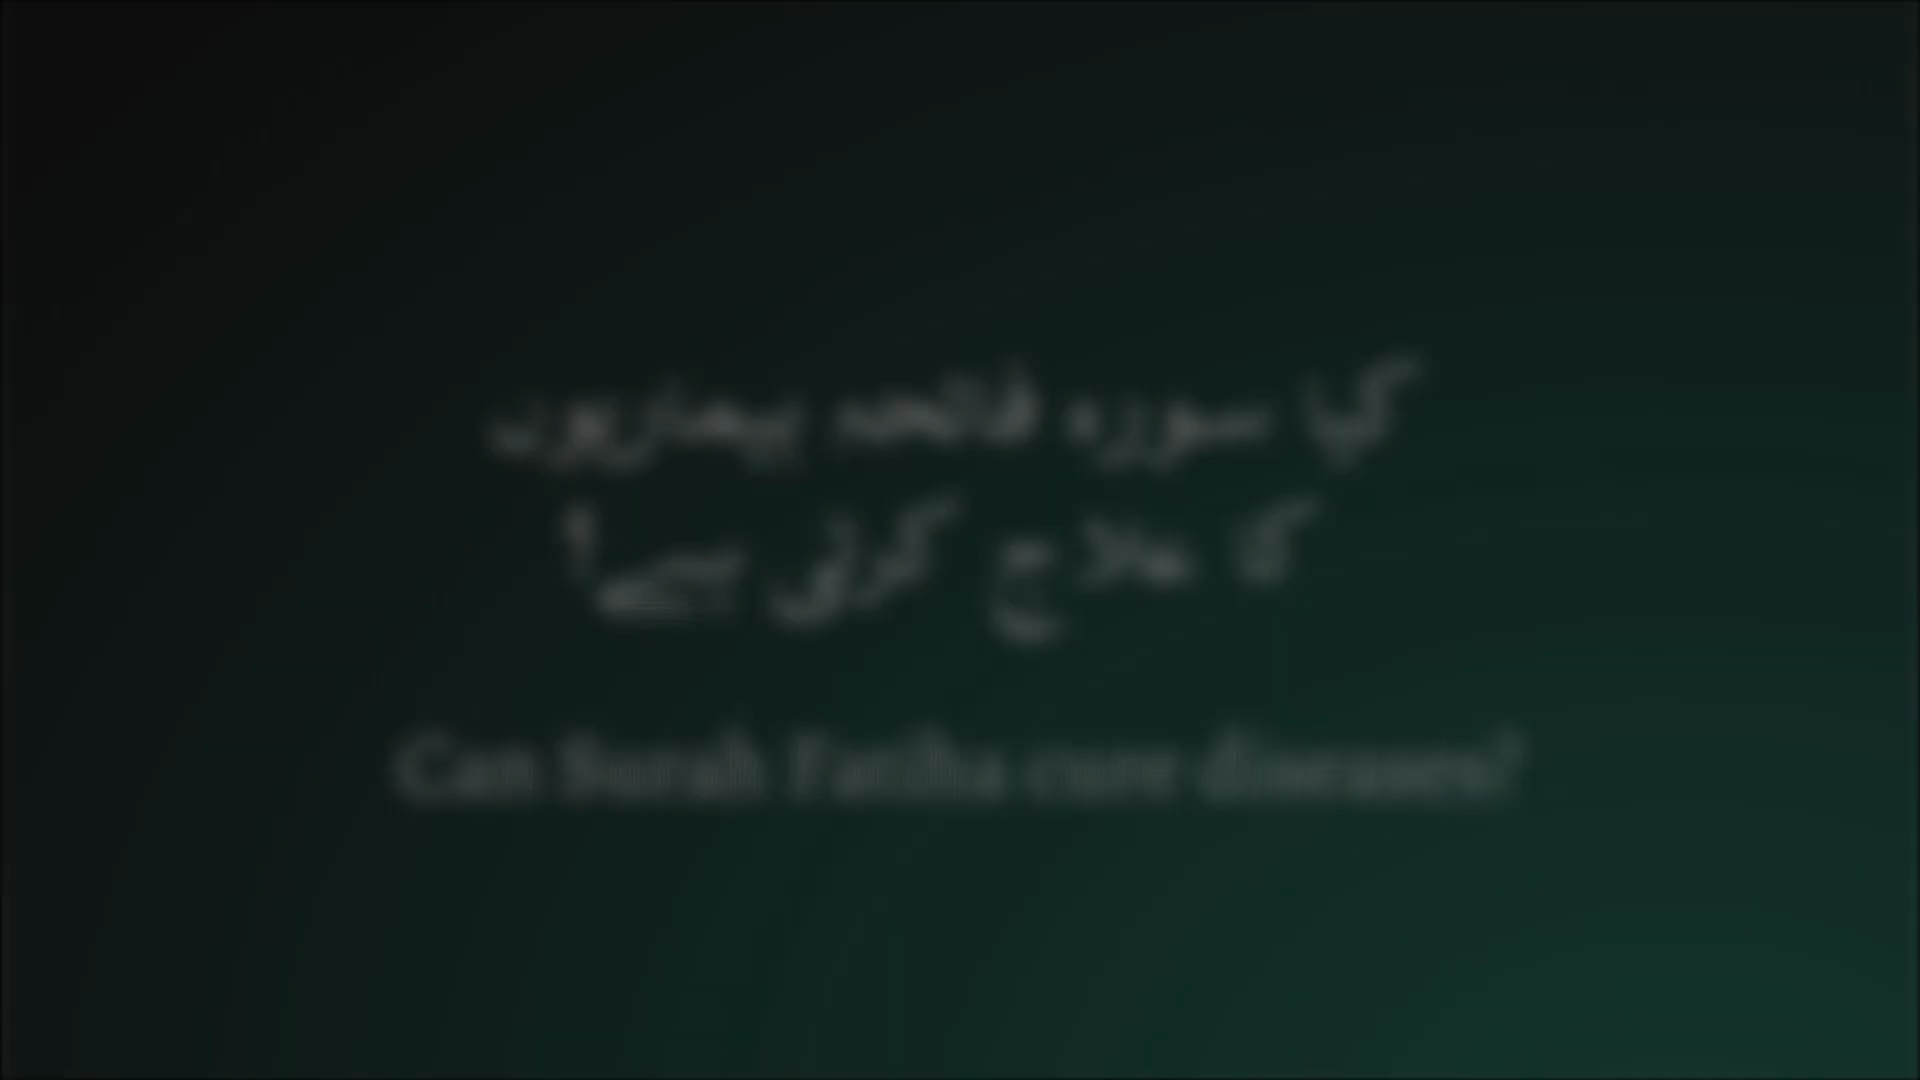 کیا سورہ فاتحہ بیماریوں
کا علاج کرتی ہے؟
Can Surah Fatiha cure diseases?